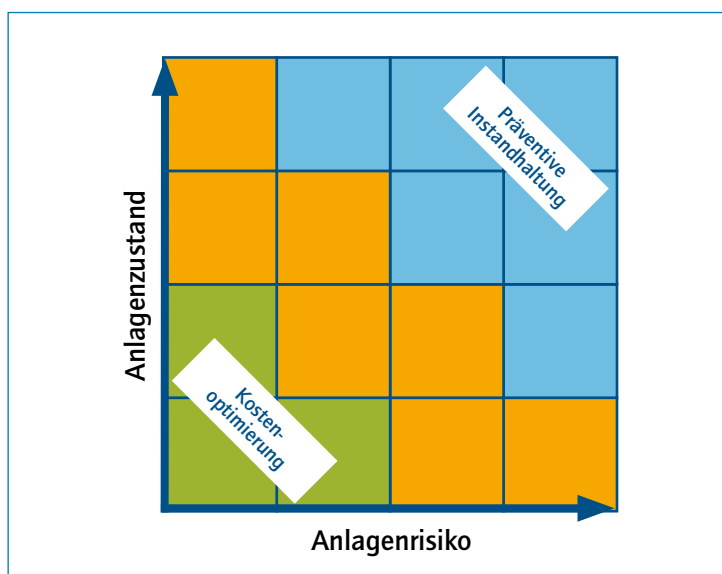 Präventive
Instandhaltung
Anlagenzustand
Kosten-
optimierung
Anlagenrisiko